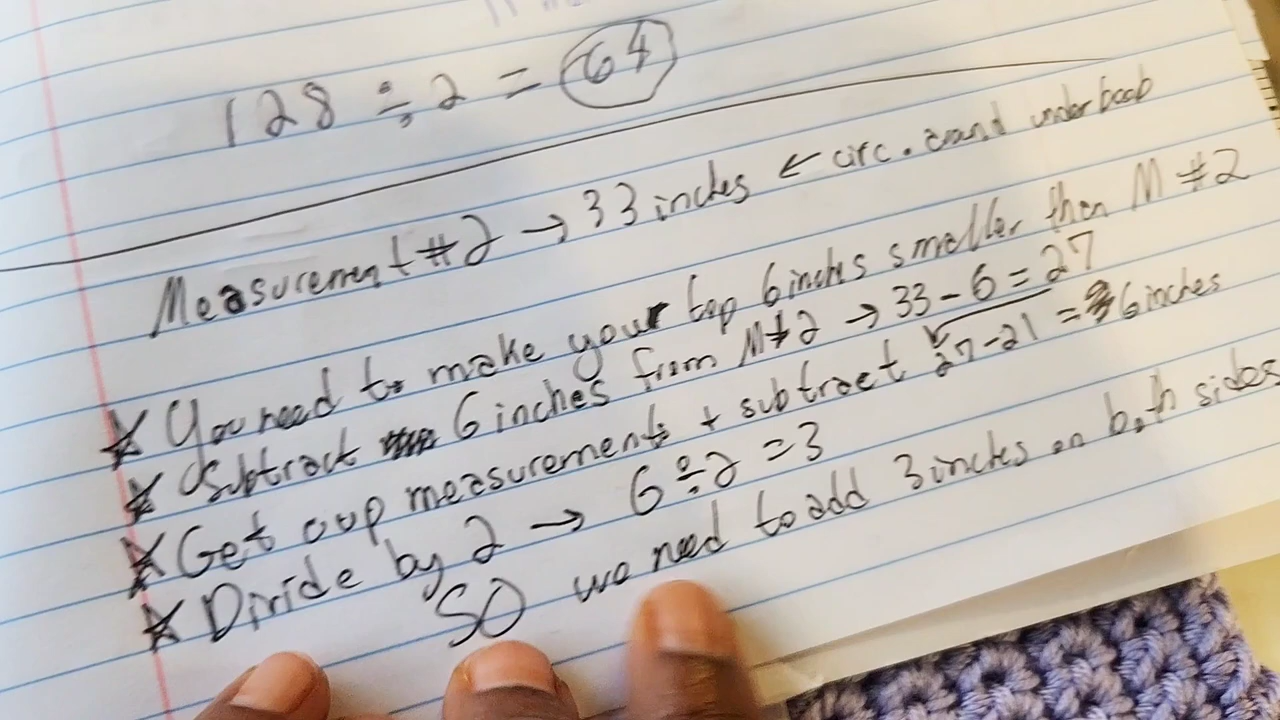 128 ÷ 2 = 64
Measurement #2 → 33 inches ← circ. around under boob
☆ You need to make your top 6 inches smaller then M #2
☆ Subtract 6 inches from M#2 → 33 - 6 = 27
☆ Get cup measurements + subtract 27-21 = 6 inches
☆ Divide by 2 → 6 ÷ 2 = 3
SO we need to add 3 inches on both sides